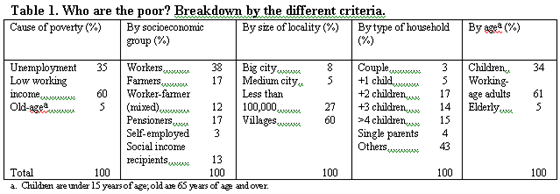 Table 1. Who are the poor? Breakdown by the different criteria.
Cause of poverty (%)
Unemployment 35
Low working
income 60
Old-age^a 5
Total 100
By socioeconomic
group (%)
Workers 38
Farmers 17
Worker-farmer
(mixed) 12
Pensioners 17
Self-employed 3
Social income
recipients 13
100
By size of locality (%)
Big city 8
Medium city 5
Less than
100,000 27
Villages 60
100
By type of household
(%)
Couple 3
+1 child 5
+2 children 17
+3 children 14
>4 children 15
Single parents 4
Others 43
100
By age^a (%)
Children 34
Working-
age adults 61
Elderly 5
100
a. Children are under 15 years of age; old are 65 years of age and over.